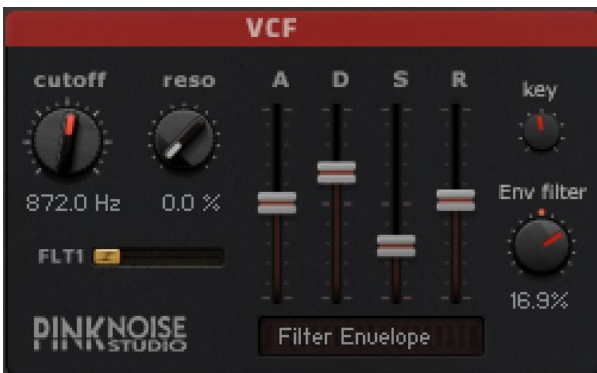 VCF
cutoff reso A D S R key
872.0 Hz 0.0 % Env filter
FLT1
16.9%
PINKNOISE
STUDIO
Filter Envelope